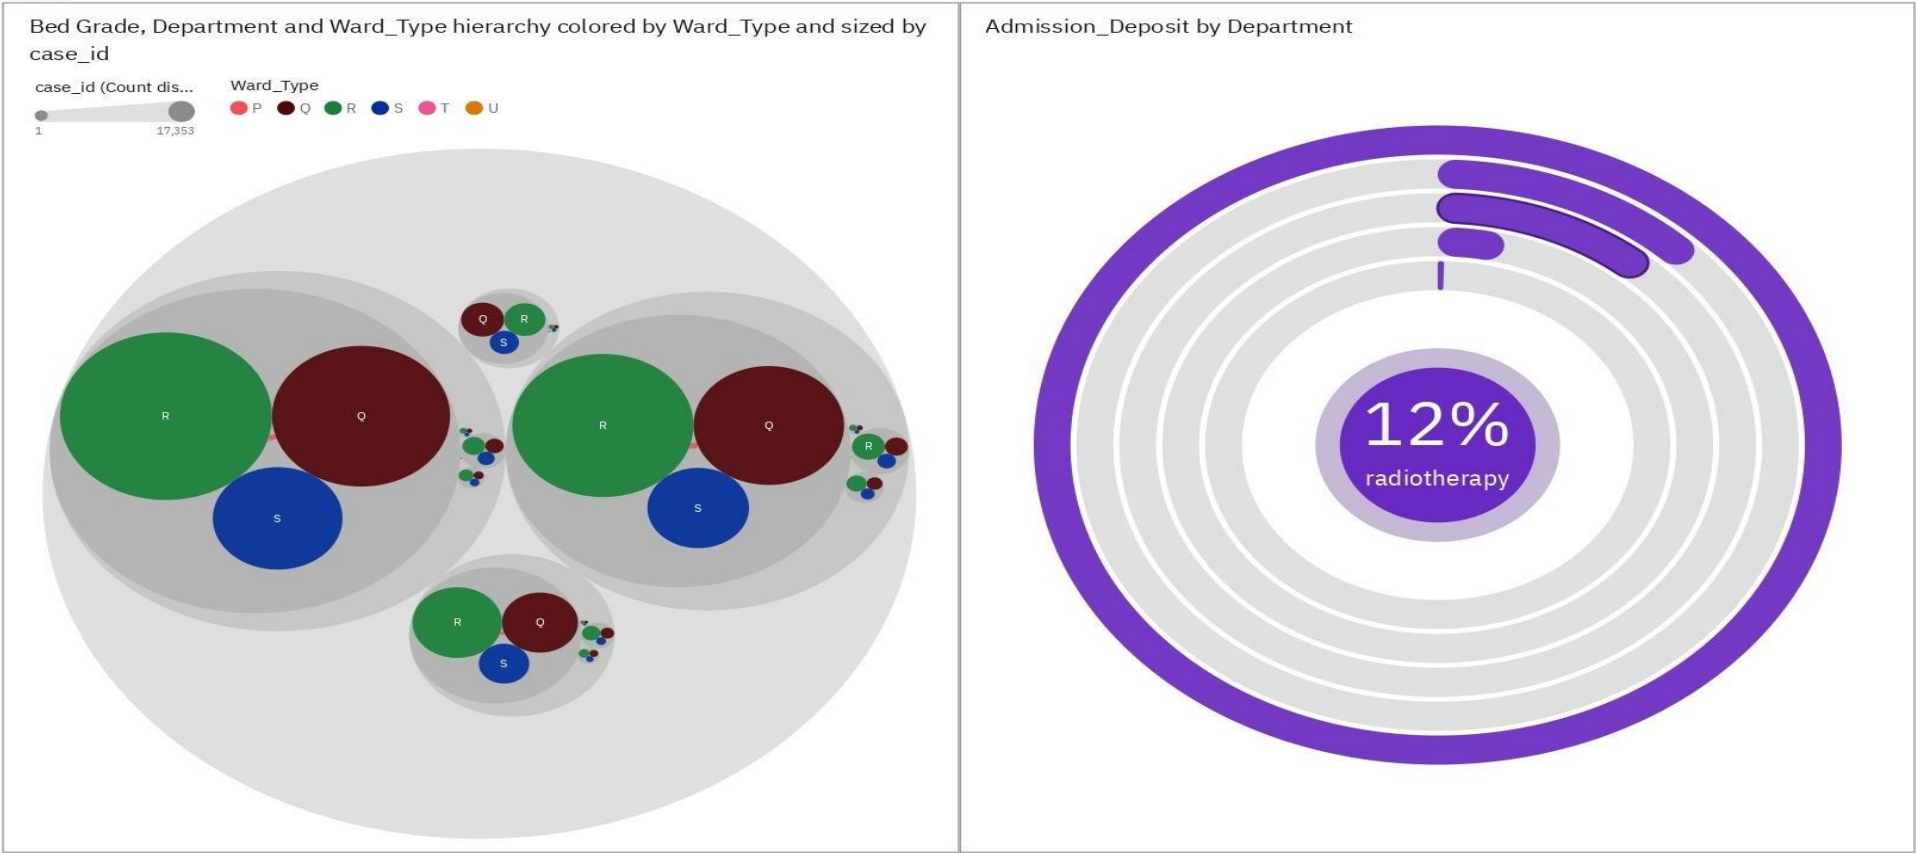 Bed Grade, Department and Ward_Type hierarchy colored by Ward_Type and sized by
case_id
case_id (Count dis...
1
17,353
Ward_Type
P
Q
R
S
T
U
Q
R
S
R
Q
S
R
Q
S
R
R
Q
S
Admission_Deposit by Department
12%
radiotherapy